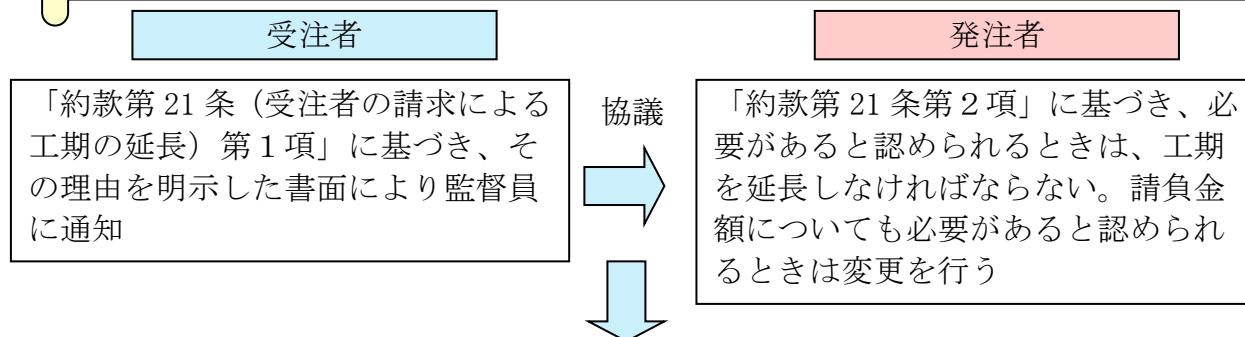 受注者
発注者
「約款第 21 条（受注者の請求による
工期の延長）第１項」に基づき、そ
の理由を明示した書面により監督員
に通知
協議
「約款第 21 条第２項」に基づき、必
要があると認められるときは、工期
を延長しなければならない。請負金
額についても必要があると認められ
るときは変更を行う